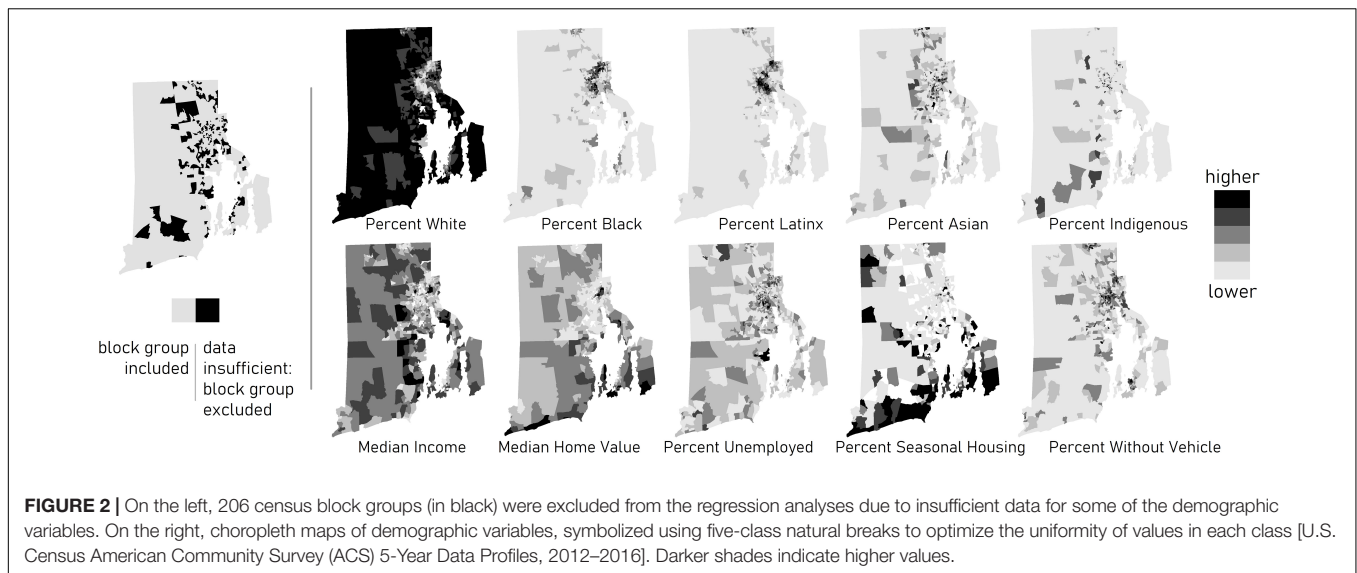 Percent White
Percent Black
Percent Latinx
Percent Asian
Percent Indigenous
higher
lower
block group
included
data
insufficient:
block group
excluded
Median Income
Median Home Value
Percent Unemployed
Percent Seasonal Housing
Percent Without Vehicle
FIGURE 2 | On the left, 206 census block groups (in black) were excluded from the regression analyses due to insufficient data for some of the demographic
variables. On the right, choropleth maps of demographic variables, symbolized using five-class natural breaks to optimize the uniformity of values in each class [U.S.
Census American Community Survey (ACS) 5-Year Data Profiles, 2012–2016]. Darker shades indicate higher values.